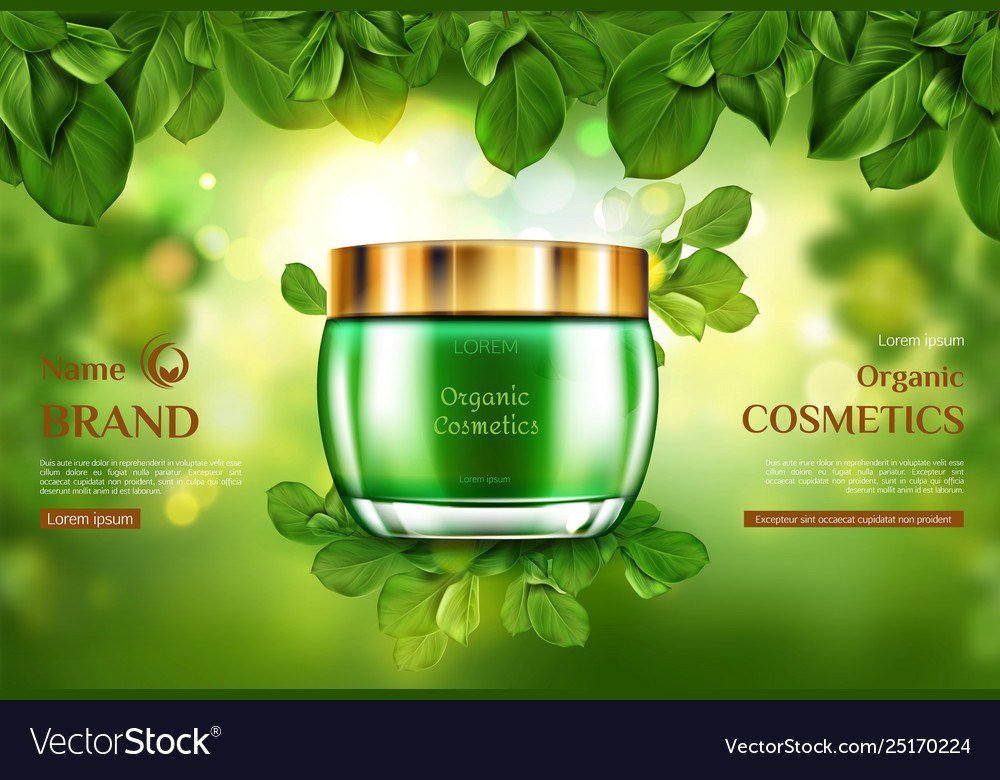 Name
BRAND
Duis aute irure dolor in reprehenderit in voluptate velit esse
cillum dolore eu fugiat nulla pariatur. Excepteur sint
occaecat cupidatat non proident, sunt in culpa qui officia
deserunt mollit anim id est laborum.
Lorem ipsum
LOREM
Organic
Cosmetics
Lorem ipsum
Lorem ipsum
Organic
COSMETICS
Duis aute irure dolor in reprehenderit in voluptate velit esse
cillum dolore eu fugiat nulla pariatur. Excepteur sint
occaecat cupidatat non proident, sunt in culpa qui officia
deserunt mollit anim id est laborum.
Excepteur sint occaecat cupidatat non proident
VectorStock®
VectorStock.com/25170224